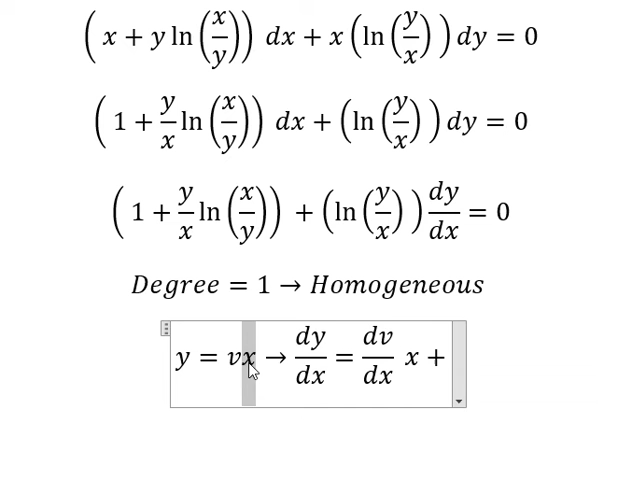 (x + y ln(x/y)) dx + x (ln(y/x)) dy = 0
(1 + y/x ln(x/y)) dx + (ln(y/x)) dy = 0
(1 + y/x ln(x/y)) + (ln(y/x)) dy/dx = 0
Degree = 1 → Homogeneous
y = vx → dy/dx = dv/dx x +